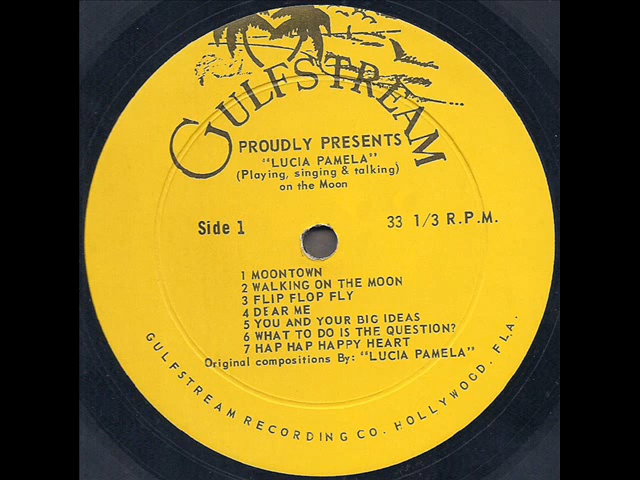 GULFSTREAM
PROUDLY PRESENTS
"LUCIA PAMELA"
(Playing, singing & talking)
on the Moon
Side 1
33 1/3 R.P.M.
1 MOONTOWN
2 WALKING ON THE MOON
3 FLIP FLOP FLY
4 DEAR ME
5 YOU AND YOUR BIG IDEAS
6 WHAT TO DO IS THE QUESTION?
7 HAP HAP HAPPY HEART
Original compositions By: "LUCIA PAMELA"
GULFSTREAM RECORDING CO. HOLLYWOOD, FLA.